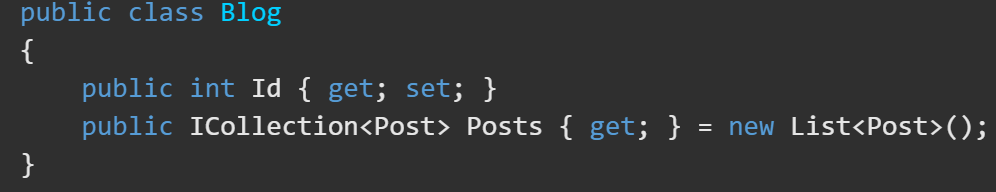 public class Blog
{
    public int Id { get; set; }
    public ICollection<Post> Posts { get; } = new List<Post>();
}